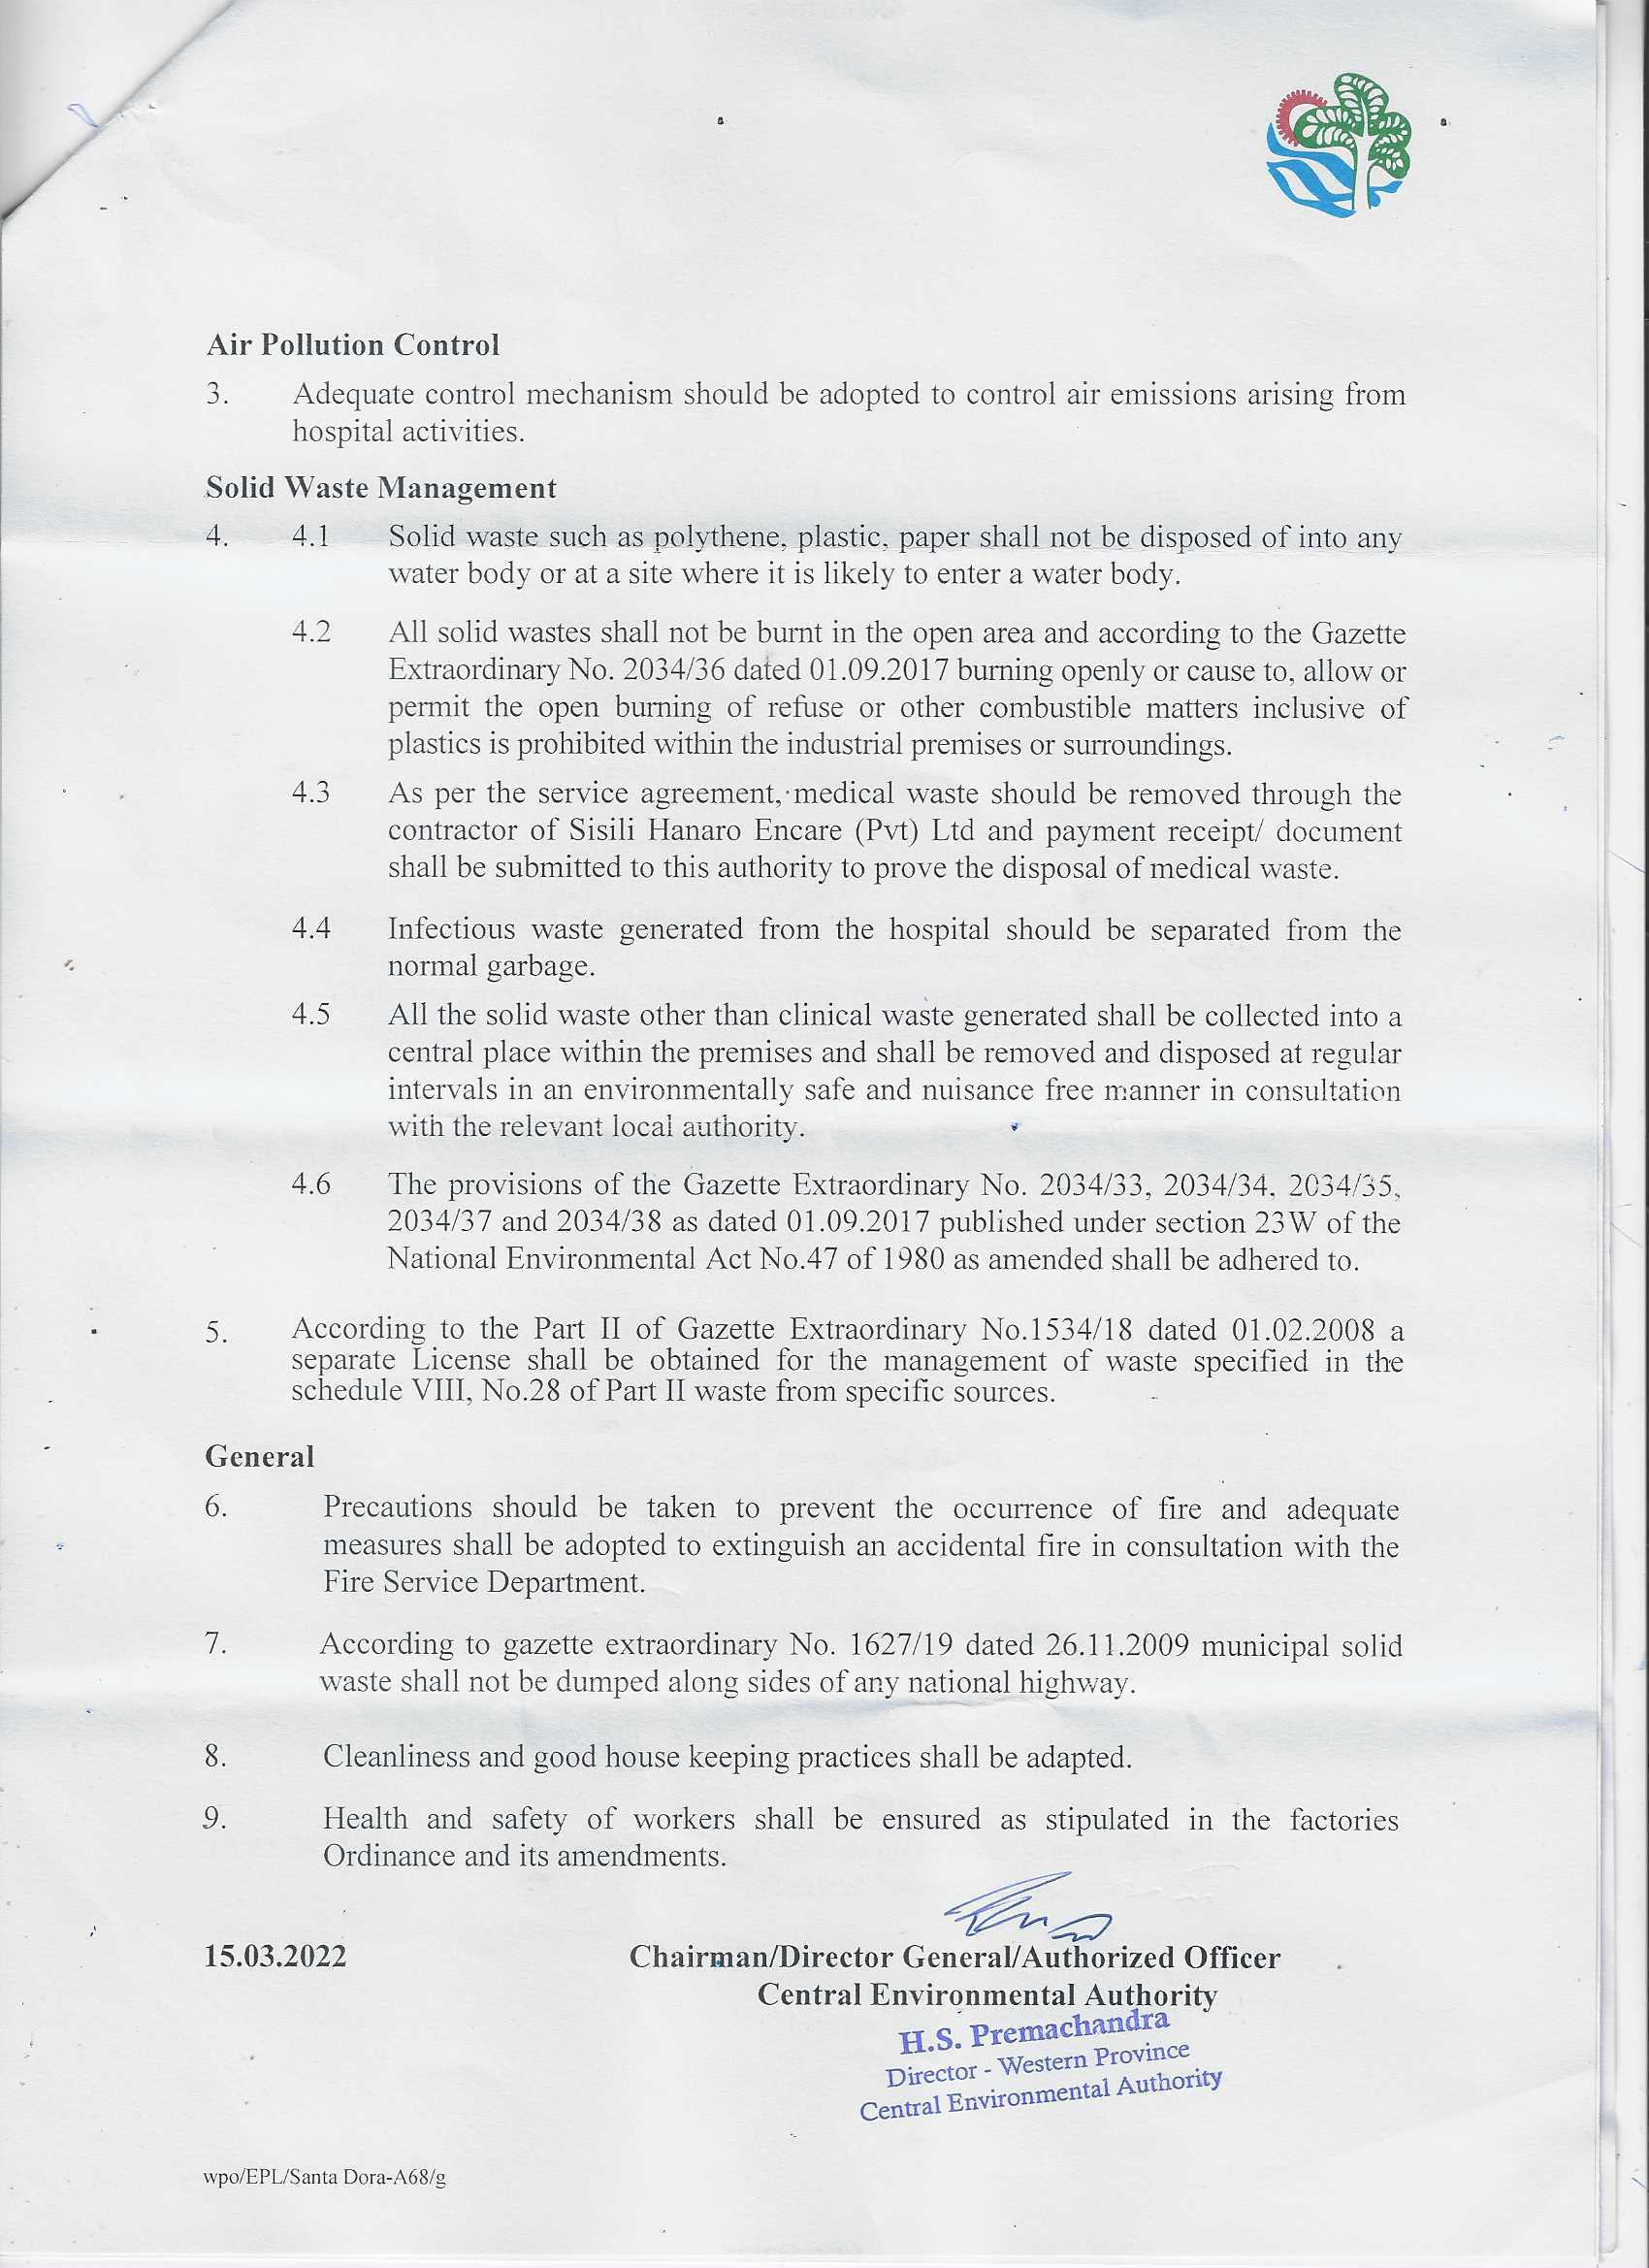 Air Pollution Control
3. Adequate control mechanism should be adopted to control air emissions arising from
hospital activities.
Solid Waste Management
4. 4.1 Solid waste such as polythene, plastic, paper shall not be disposed of into any
water body or at a site where it is likely to enter a water body.
4.2 All solid wastes shall not be burnt in the open area and according to the Gazette
Extraordinary No. 2034/36 dated 01.09.2017 burning openly or cause to, allow or
permit the open burning of refuse or other combustible matters inclusive of
plastics is prohibited within the industrial premises or surroundings.
4.3 As per the service agreement, medical waste should be removed through the
contractor of Sisili Hanaro Encare (Pvt) Ltd and payment receipt/ document
shall be submitted to this authority to prove the disposal of medical waste.
4.4 Infectious waste generated from the hospital should be separated from the
normal garbage.
4.5 All the solid waste other than clinical waste generated shall be collected into a
central place within the premises and shall be removed and disposed at regular
intervals in an environmentally safe and nuisance free manner in consultation
with the relevant local authority.
4.6 The provisions of the Gazette Extraordinary No. 2034/33, 2034/34, 2034/35,
2034/37 and 2034/38 as dated 01.09.2017 published under section 23W of the
National Environmental Act No.47 of 1980 as amended shall be adhered to.
5. According to the Part II of Gazette Extraordinary No.1534/18 dated 01.02.2008 a
separate License shall be obtained for the management of waste specified in the
schedule VIII, No.28 of Part II waste from specific sources.
General
6. Precautions should be taken to prevent the occurrence of fire and adequate
measures shall be adopted to extinguish an accidental fire in consultation with the
Fire Service Department.
7. According to gazette extraordinary No. 1627/19 dated 26.11.2009 municipal solid
waste shall not be dumped along sides of any national highway.
8. Cleanliness and good house keeping practices shall be adapted.
9. Health and safety of workers shall be ensured as stipulated in the factories
Ordinance and its amendments.
15.03.2022 Chairman/Director General/Authorized Officer
Central Environmental Authority
H.S. Premachandra
Director - Western Province
Central Environmental Authority
wpo/EPL/Santa Dora-A68/g